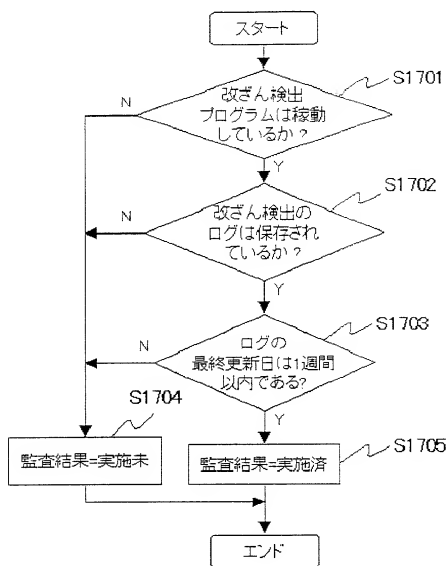 スタート
S1701
改ざん検出
プログラムは稼動
しているか?
N
Y
S1702
改ざん検出の
ログは保存され
ているか?
N
Y
S1703
ログの
最終更新日は1週間
以内である?
N
Y
S1704
監査結果=実施未
S1705
監査結果=実施済
エンド